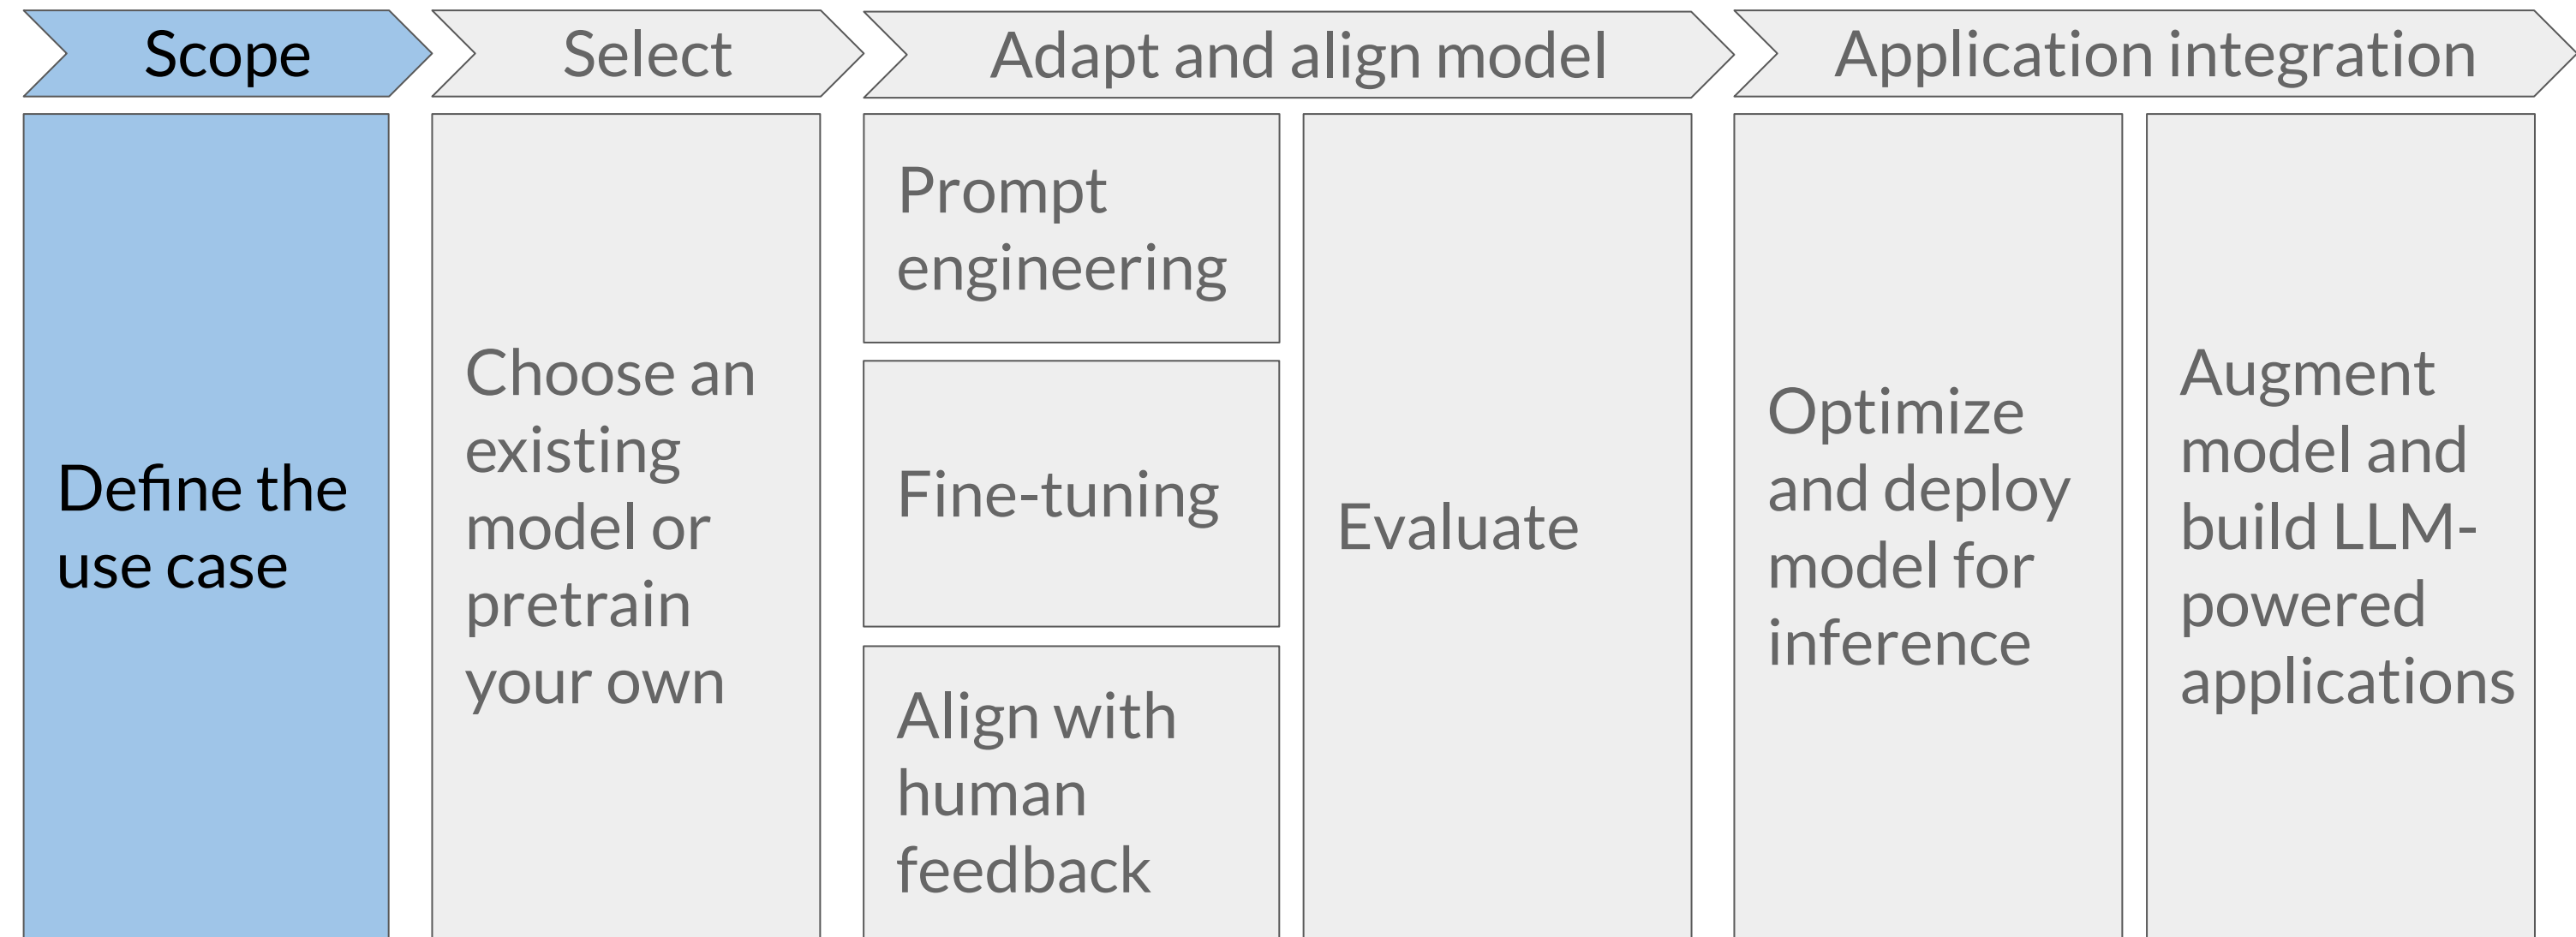 Scope
Select
Adapt and align model
Application integration
Define the
use case
Choose an
existing
model or
pretrain
your own
Prompt
engineering
Fine-tuning
Align with
human
feedback
Evaluate
Optimize
and deploy
model for
inference
Augment
model and
build LLM-
powered
applications